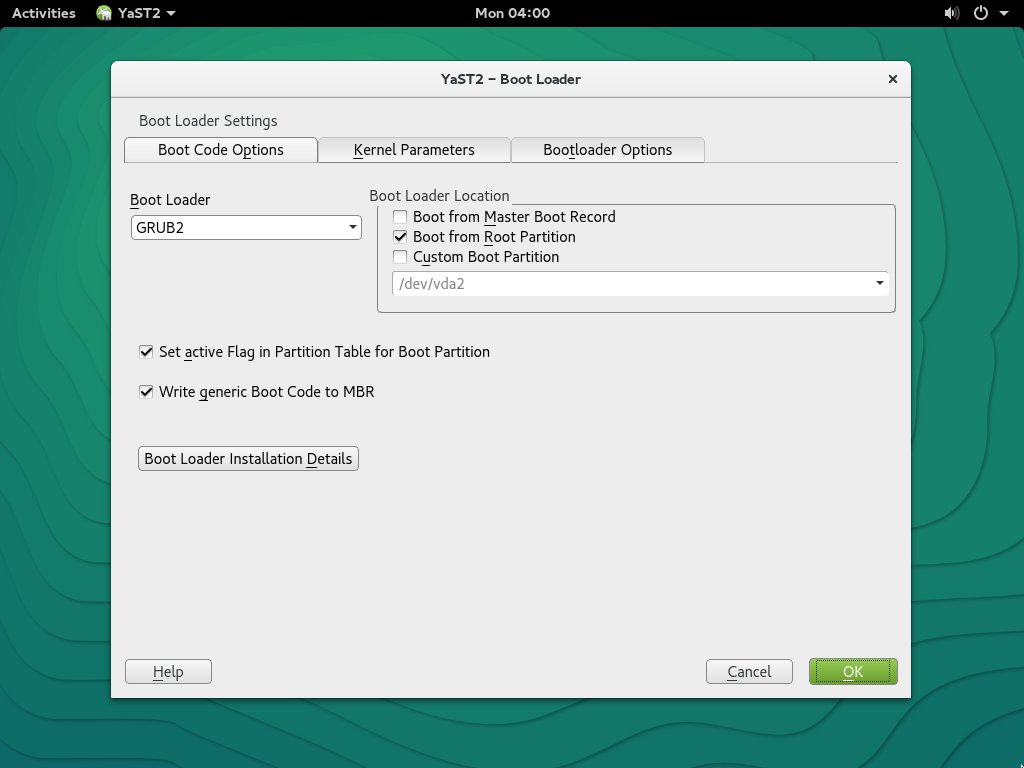 Activities YaST2 Mon 04:00
YaST2 - Boot Loader
Boot Loader Settings
Boot Code Options Kernel Parameters Bootloader Options
Boot Loader
GRUB2
Boot Loader Location
Boot from Master Boot Record
Boot from Root Partition
Custom Boot Partition
/dev/vda2
Set active Flag in Partition Table for Boot Partition
Write generic Boot Code to MBR
Boot Loader Installation Details
Help Cancel OK